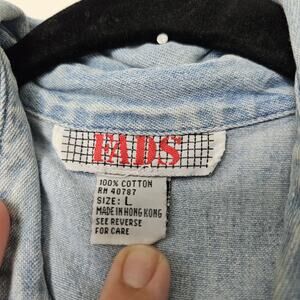 FADS
100% COTTON
RN 40787
SIZE: L
MADE IN HONG KONG
SEE REVERSE
FOR CARE